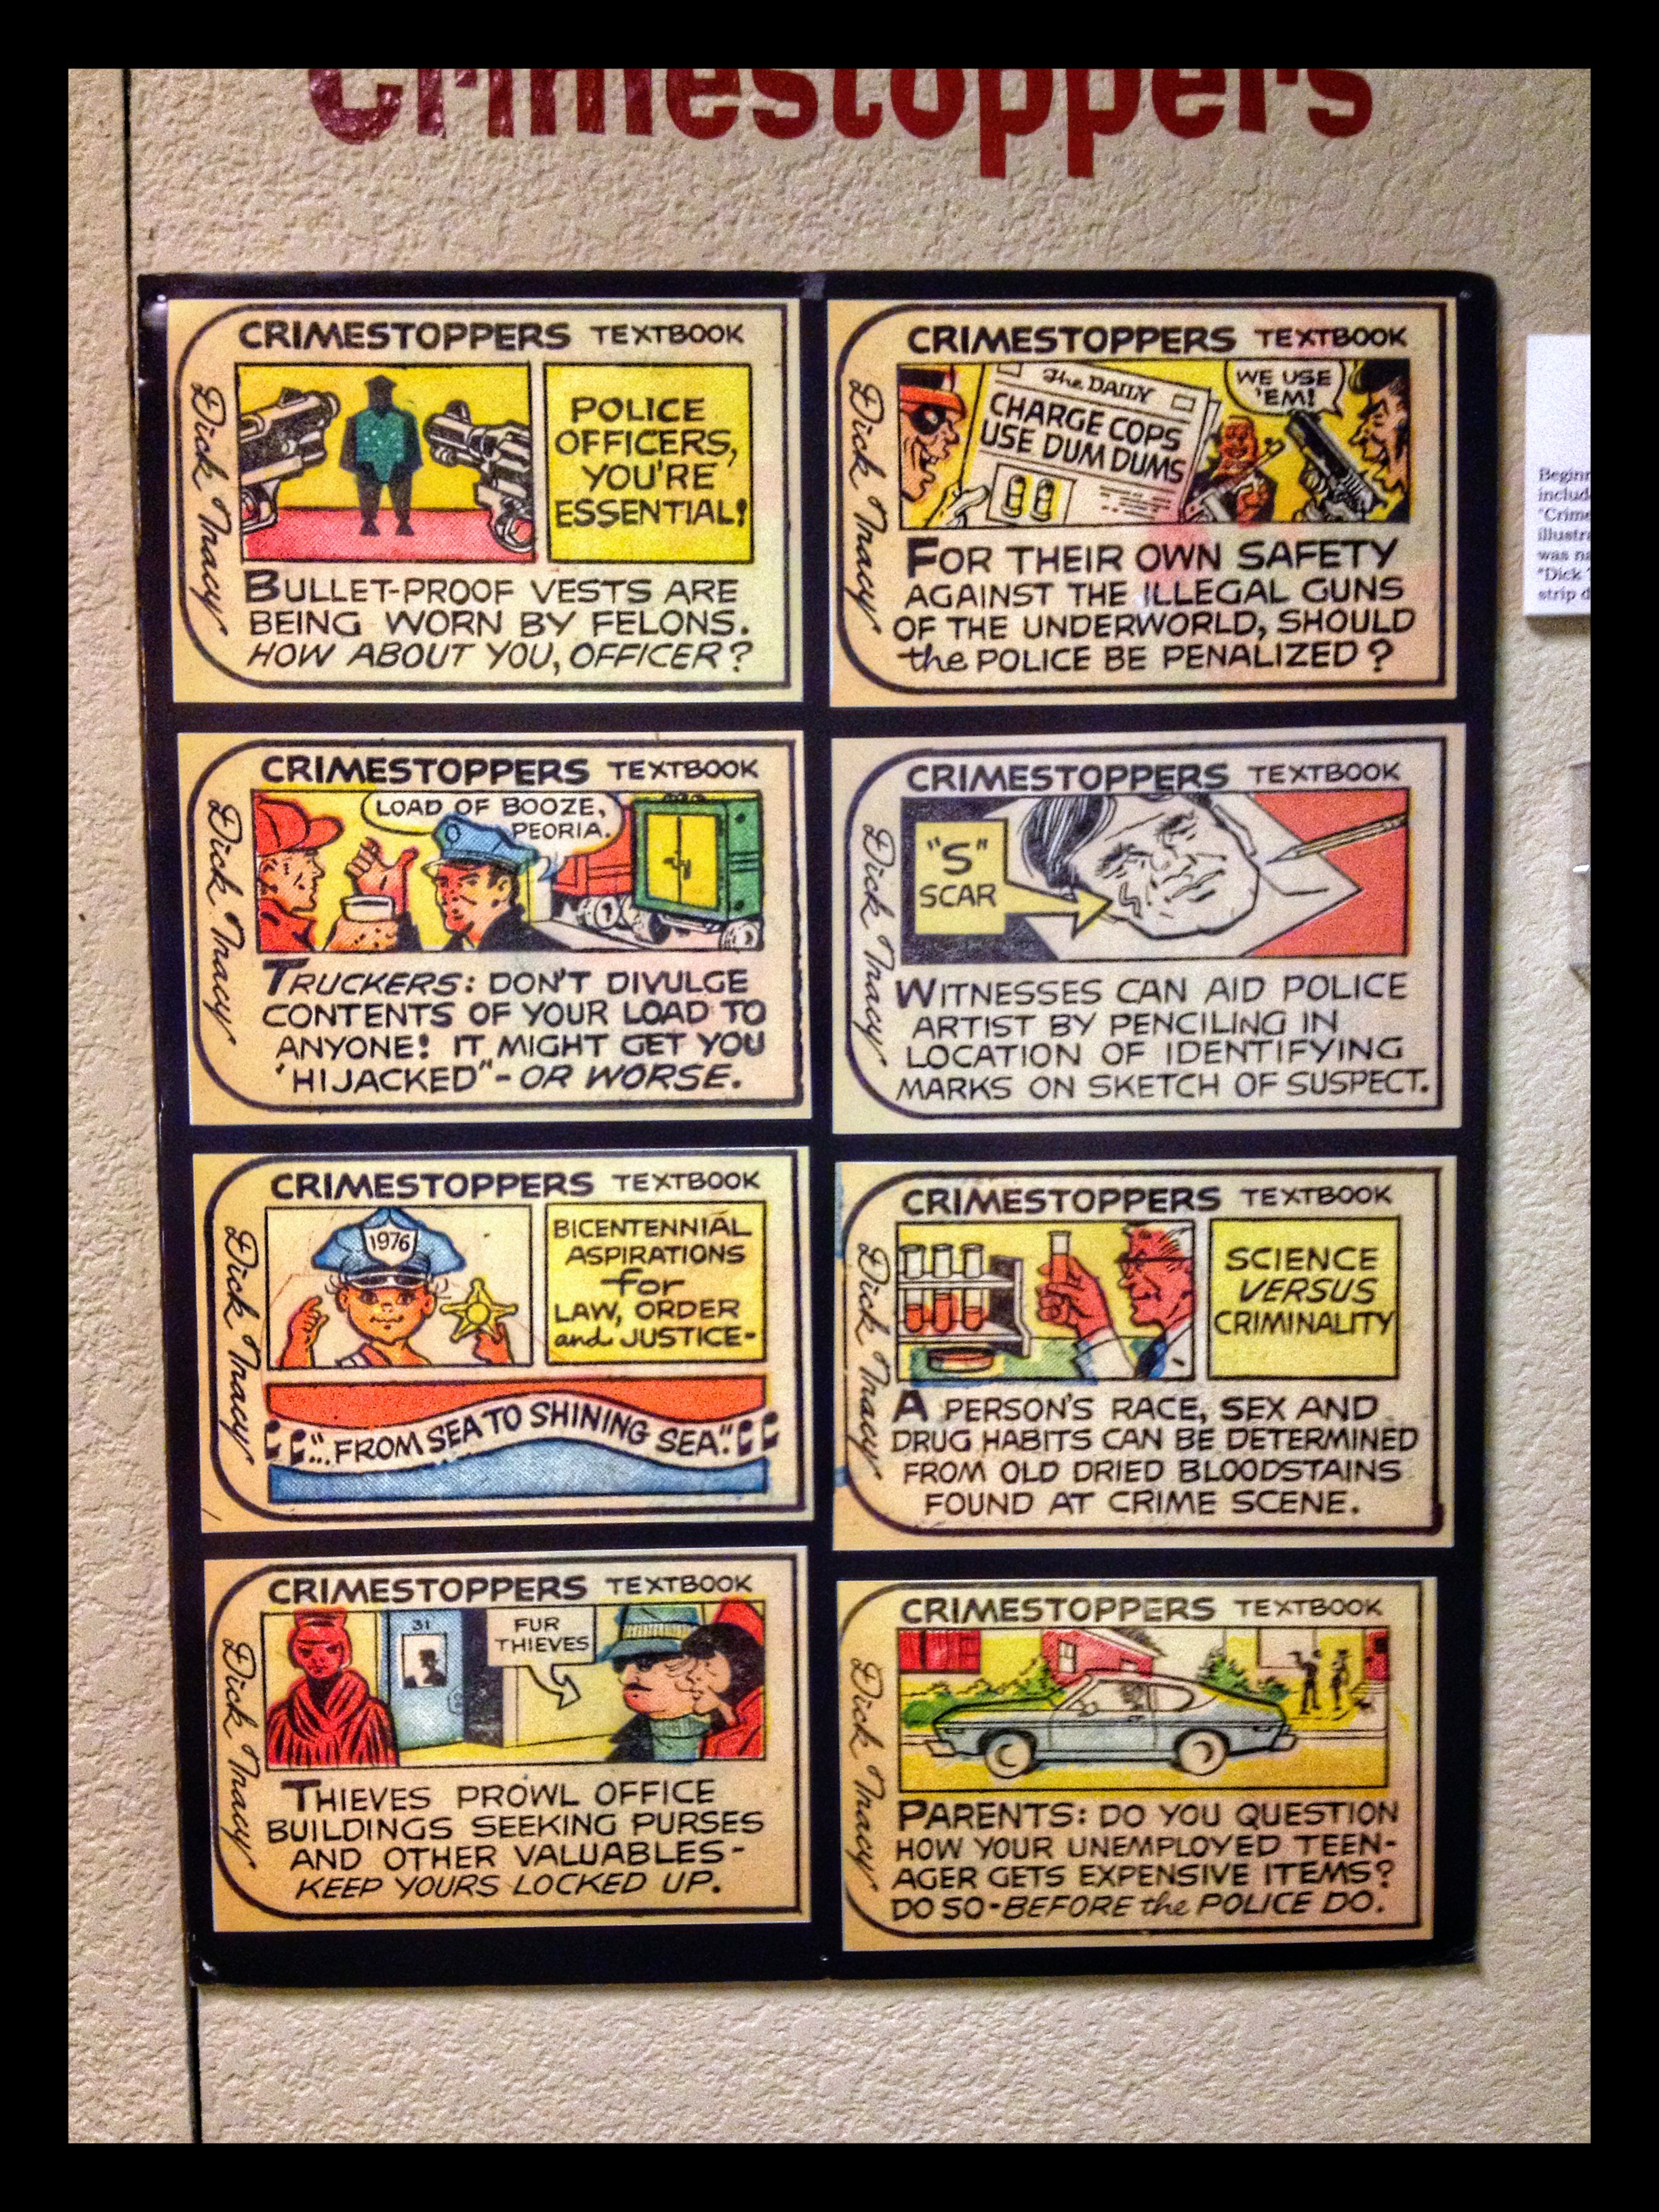 Crimestoppers
CRIMESTOPPERS TEXTBOOK
Dick Tracy
POLICE
OFFICERS,
YOU'RE
ESSENTIAL!
BULLET-PROOF VESTS ARE
BEING WORN BY FELONS.
HOW ABOUT YOU, OFFICER?
CRIMESTOPPERS TEXTBOOK
Dick Tracy
The DAILY
CHARGE COPS
USE DUM DUMS
WE USE
'EM!
FOR THEIR OWN SAFETY
AGAINST THE ILLEGAL GUNS
OF THE UNDERWORLD, SHOULD
the POLICE BE PENALIZED?
CRIMESTOPPERS TEXTBOOK
Dick Tracy
LOAD OF BOOZE,
PEORIA.
TRUCKERS: DON'T DIVULGE
CONTENTS OF YOUR LOAD TO
ANYONE! IT MIGHT GET YOU
'HIJACKED"-OR WORSE.
CRIMESTOPPERS TEXTBOOK
Dick Tracy
"S"
SCAR
WITNESSES CAN AID POLICE
ARTIST BY PENCILING IN
LOCATION OF IDENTIFYING
MARKS ON SKETCH OF SUSPECT.
CRIMESTOPPERS TEXTBOOK
Dick Tracy
1976
BICENTENNIAL
ASPIRATIONS
for
LAW, ORDER
and JUSTICE-
"...FROM SEA TO SHINING SEA."
CRIMESTOPPERS TEXTBOOK
Dick Tracy
SCIENCE
VERSUS
CRIMINALITY
A PERSON'S RACE, SEX AND
DRUG HABITS CAN BE DETERMINED
FROM OLD DRIED BLOODSTAINS
FOUND AT CRIME SCENE.
CRIMESTOPPERS TEXTBOOK
Dick Tracy
31
FUR
THIEVES
THIEVES PROWL OFFICE
BUILDINGS SEEKING PURSES
AND OTHER VALUABLES-
KEEP YOURS LOCKED UP.
CRIMESTOPPERS TEXTBOOK
Dick Tracy
PARENTS: DO YOU QUESTION
HOW YOUR UNEMPLOYED TEEN-
AGER GETS EXPENSIVE ITEMS?
DO SO-BEFORE the POLICE DO.
Beginn
includ
"Crime
illustr
was na
"Dick
strip d